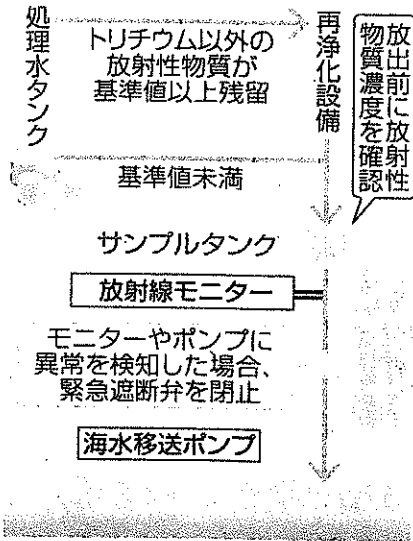 処理水タンク
トリチウム以外の
放射性物質が
基準値以上残留
再浄化設備
放出前に放射性
物質濃度を確認
基準値未満
サンプルタンク
放射線モニター
モニターやポンプに
異常を検知した場合、
緊急遮断弁を閉止
海水移送ポンプ